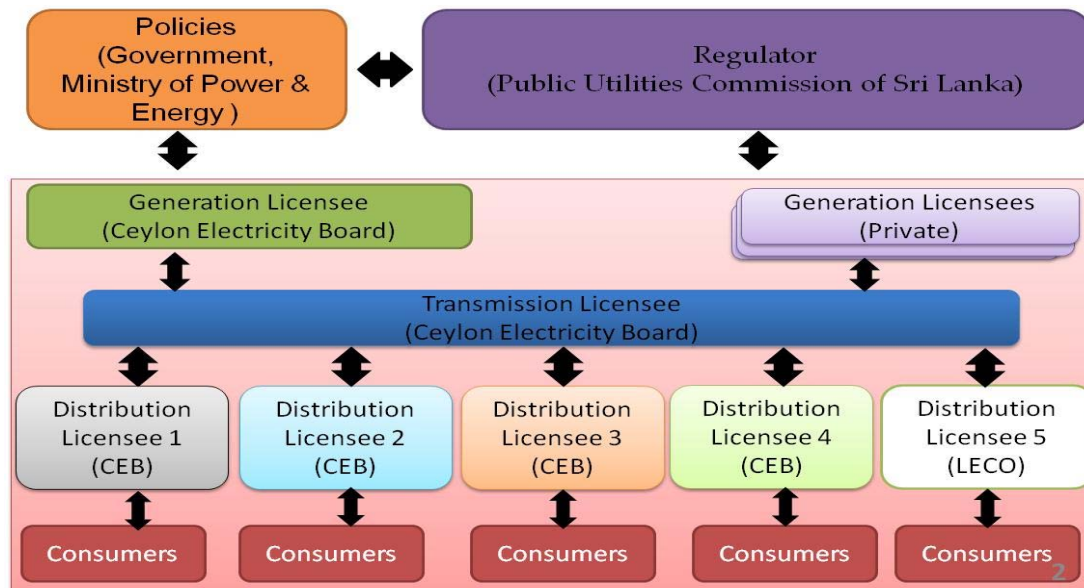 Policies
(Government,
Ministry of Power &
Energy )
Regulator
(Public Utilities Commission of Sri Lanka)
Generation Licensee
(Ceylon Electricity Board)
Generation Licensees
(Private)
Transmission Licensee
(Ceylon Electricity Board)
Distribution
Licensee 1
(CEB)
Distribution
Licensee 2
(CEB)
Distribution
Licensee 3
(CEB)
Distribution
Licensee 4
(CEB)
Distribution
Licensee 5
(LECO)
Consumers
Consumers
Consumers
Consumers
Consumers
2